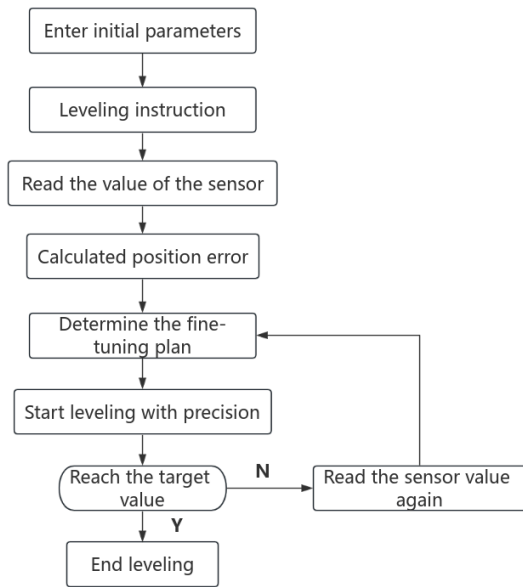 Enter initial parameters
Leveling instruction
Read the value of the sensor
Calculated position error
Determine the fine-
tuning plan
Start leveling with precision
Reach the target
value
N
Read the sensor value
again
Y
End leveling